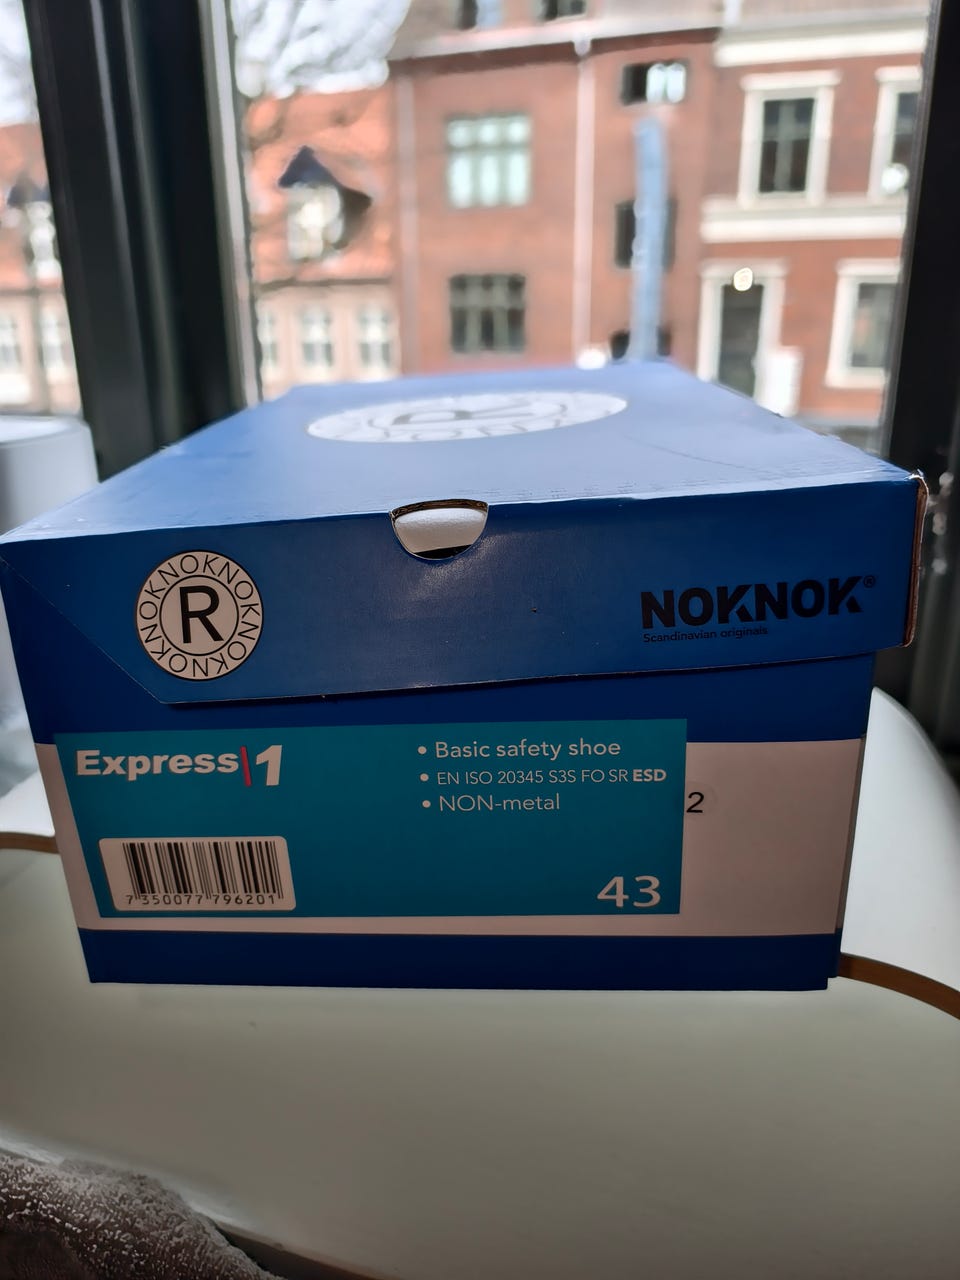 R
NOKNOKNOKNOKNOKNOK
R
NOKNOK®
Scandinavian originals
Express|1
• Basic safety shoe
• EN ISO 20345 S3S FO SR ESD
• NON-metal
2
43
7 350077 796201